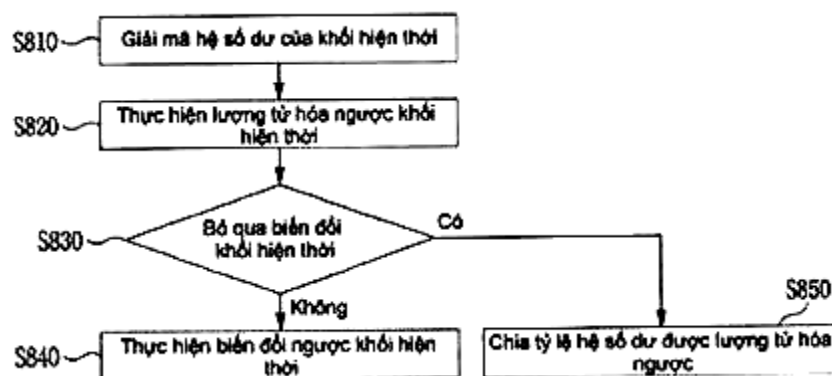 S810
Giải mã hệ số dư của khối hiện thời
S820
Thực hiện lượng tử hóa ngược khối
hiện thời
S830
Bỏ qua biến đổi
khối hiện thời
Có
Không
S840
Thực hiện biến đổi ngược khối hiện
thời
S850
Chia tỷ lệ hệ số dư được lượng tử hóa
ngược